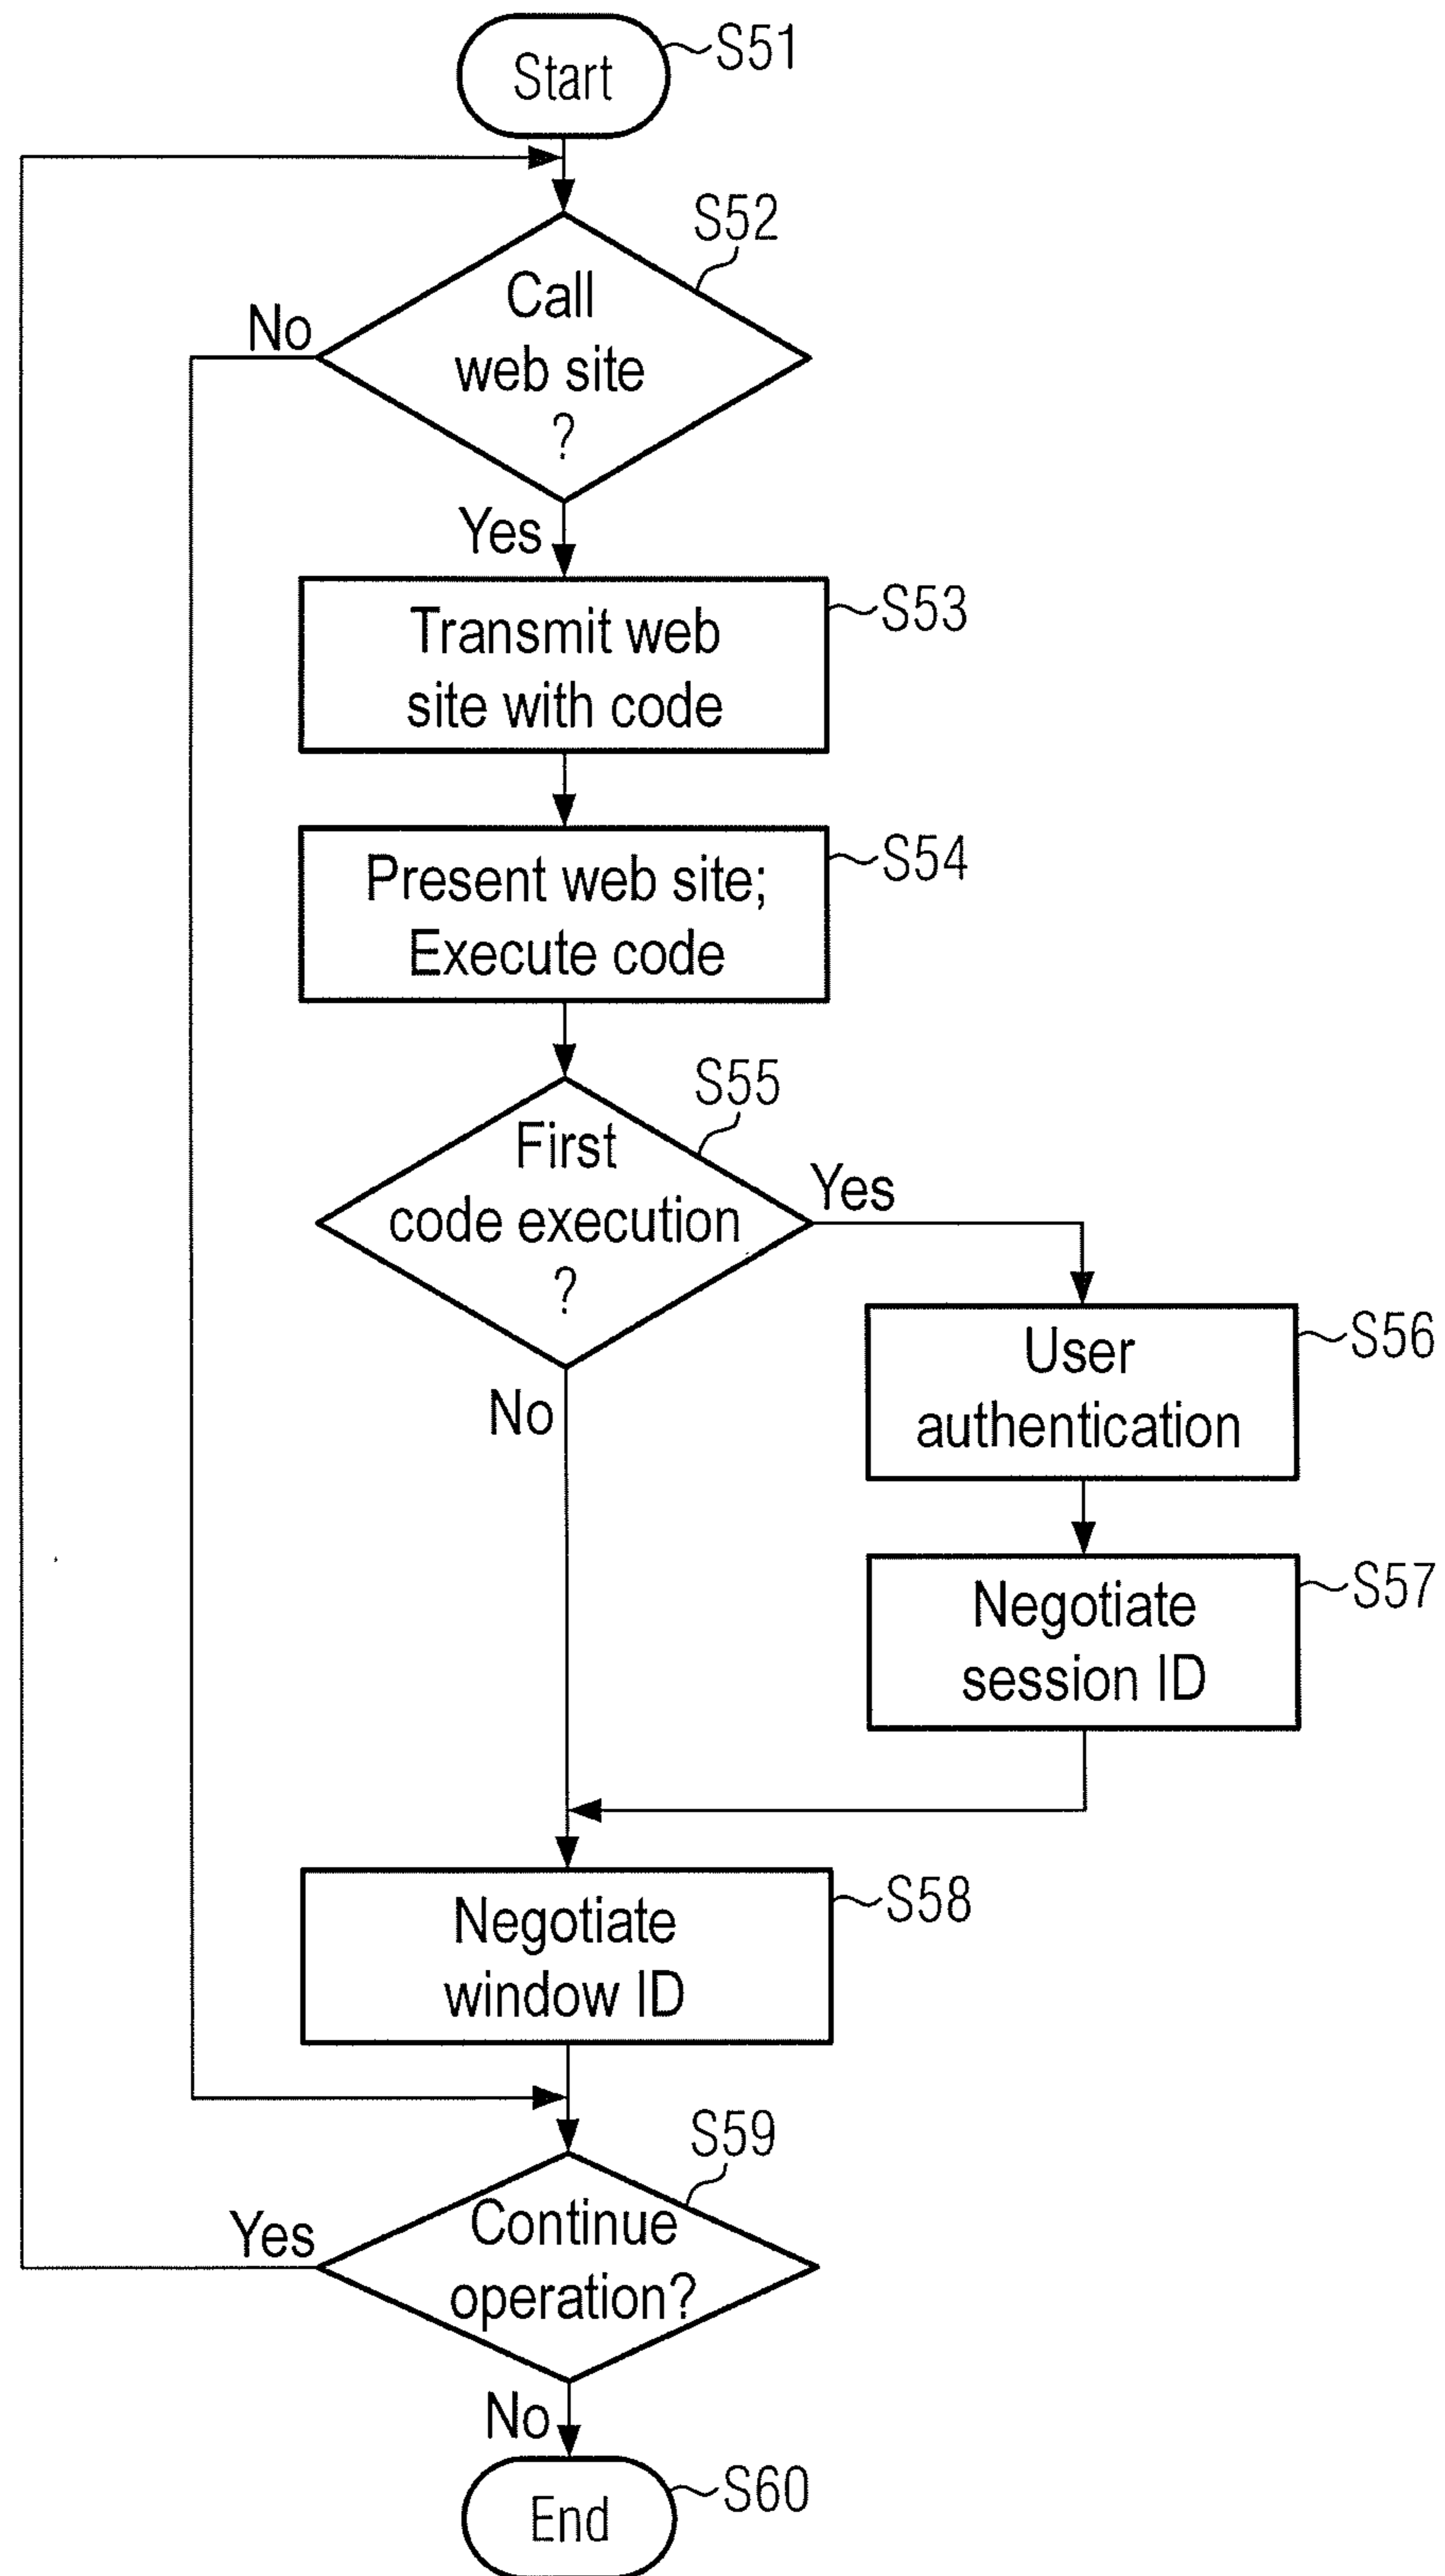 Start
S51
S52
Call
web site
?
No
Yes
S53
Transmit web
site with code
S54
Present web site;
Execute code
S55
First
code execution
?
Yes
No
S56
User
authentication
S57
Negotiate
session ID
S58
Negotiate
window ID
S59
Continue
operation?
Yes
No
S60
End